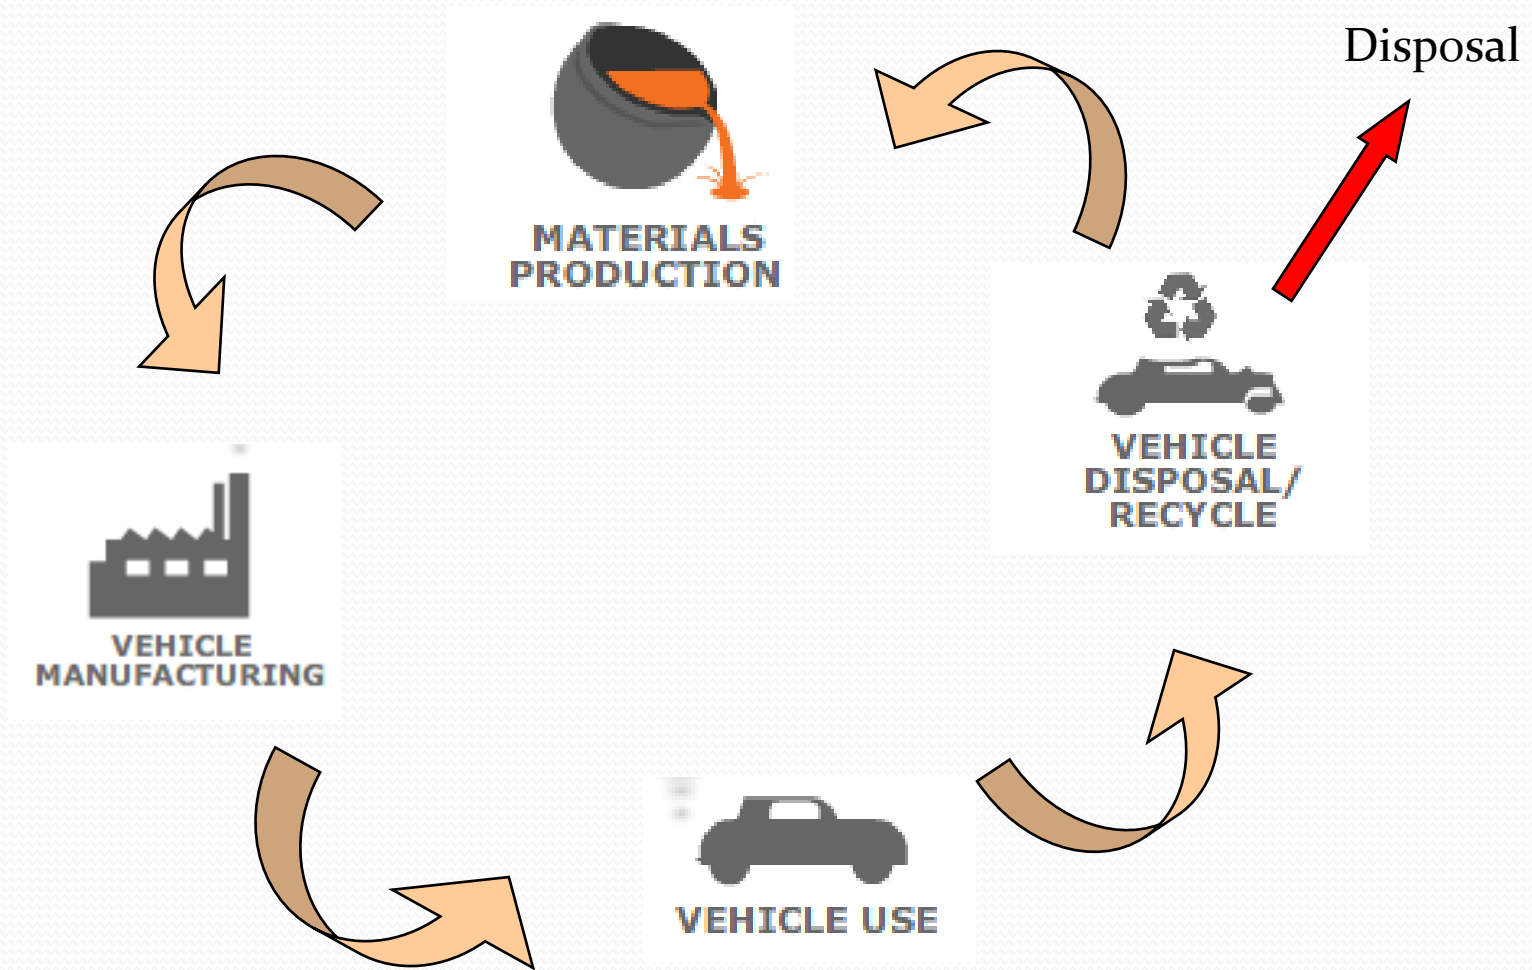 Disposal
MATERIALS
PRODUCTION
VEHICLE
DISPOSAL/
RECYCLE
VEHICLE
MANUFACTURING
VEHICLE USE